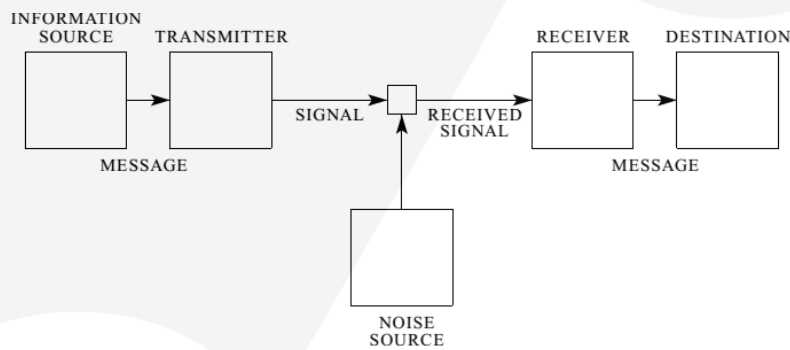 INFORMATION
SOURCE
TRANSMITTER
RECEIVER
DESTINATION
SIGNAL
RECEIVED
SIGNAL
MESSAGE
MESSAGE
NOISE
SOURCE